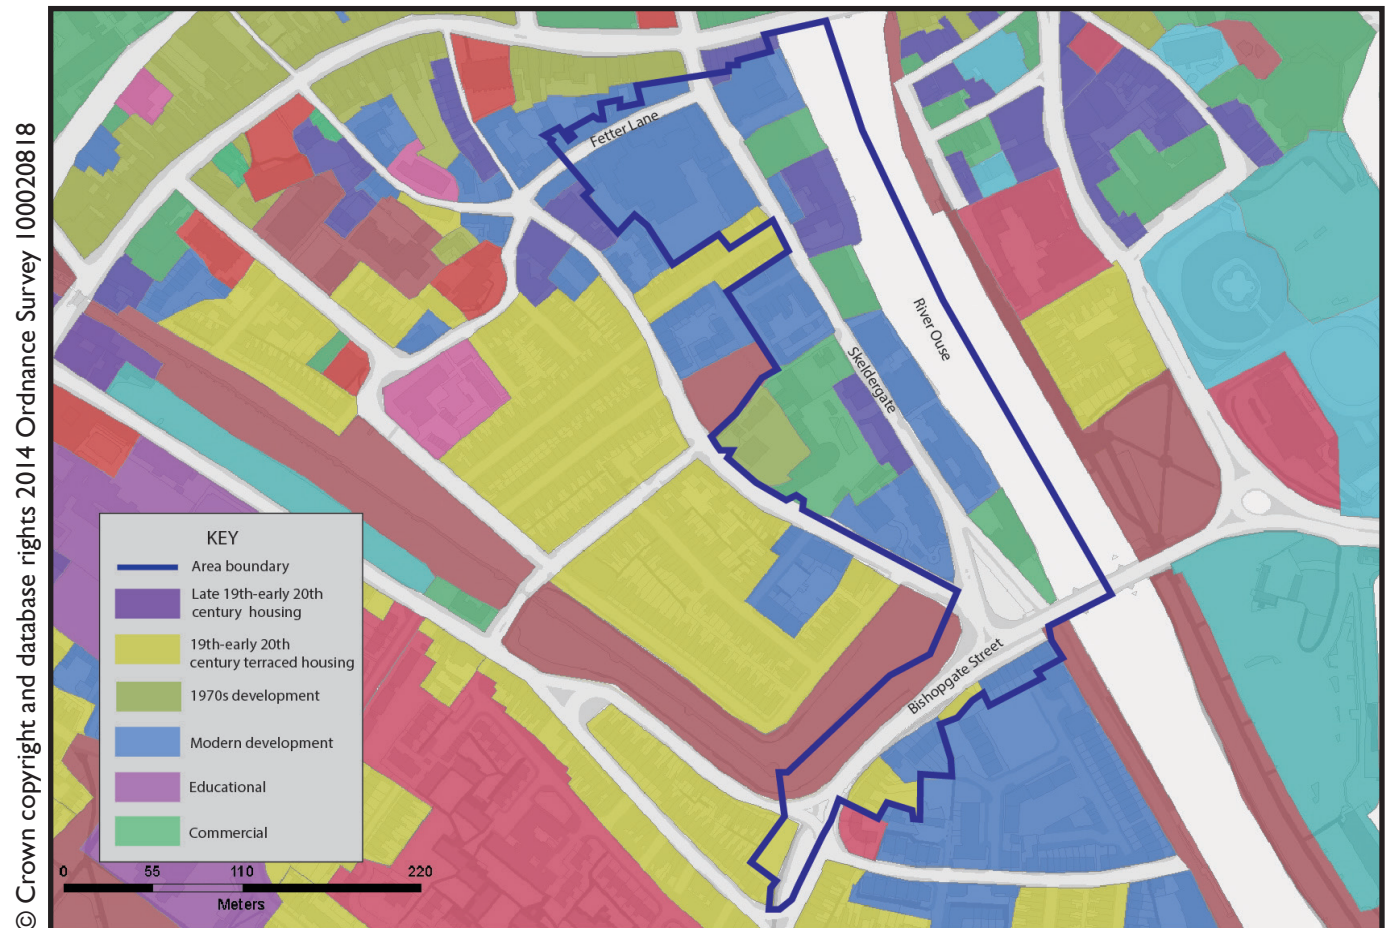 © Crown copyright and database rights 2014 Ordnance Survey 100020818
Fetter Lane
River Ouse
Skeldergate
Bishopgate Street
KEY
Area boundary
Late 19th-early 20th
century housing
19th-early 20th
century terraced housing
1970s development
Modern development
Educational
Commercial
0 55 110 220
Meters